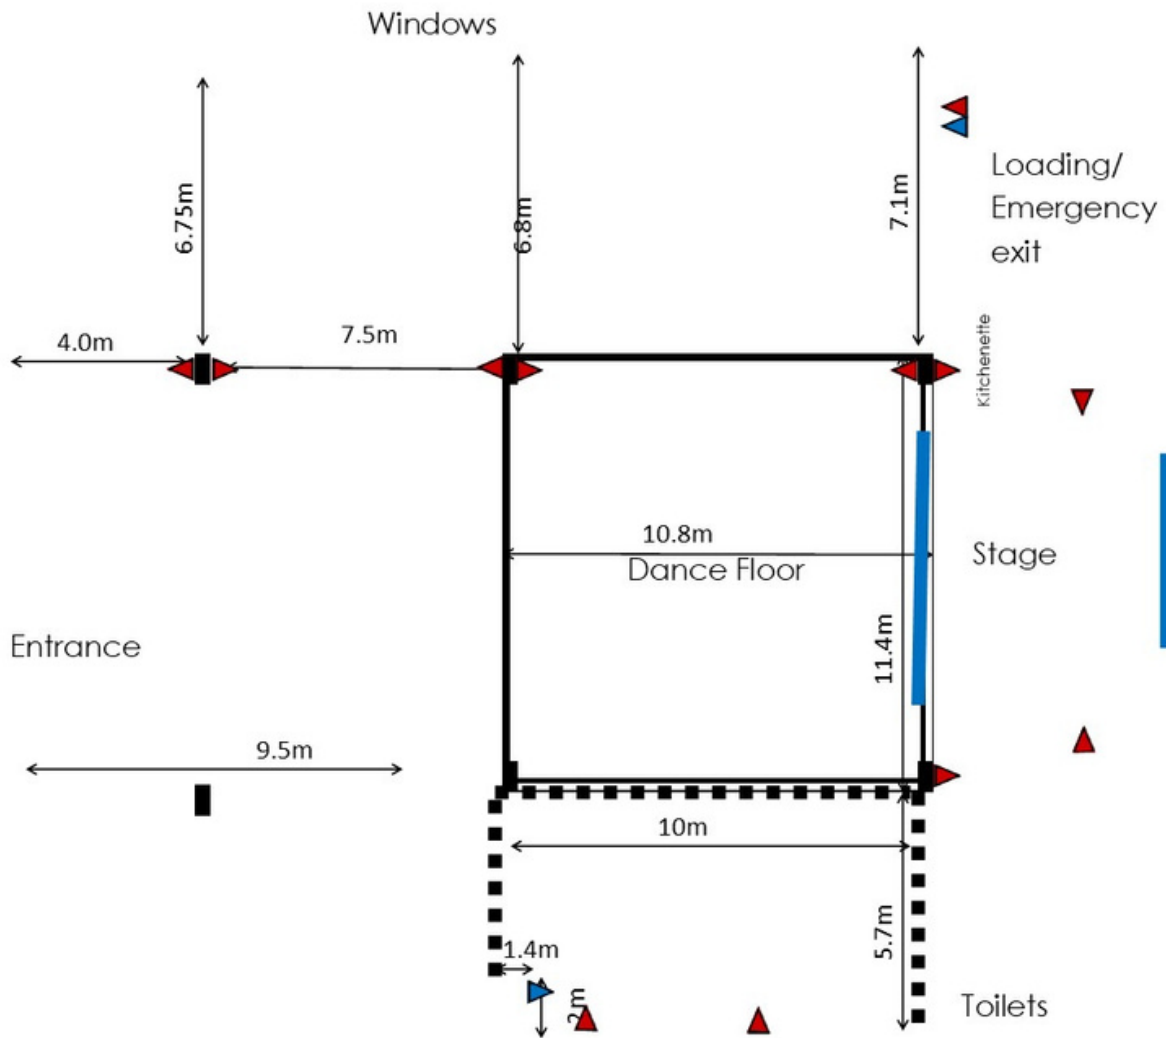 Windows
6.75m
6.8m
7.1m
Loading/
Emergency
exit
4.0m
7.5m
Kitchenette
10.8m
Dance Floor
Stage
11.4m
Entrance
9.5m
10m
5.7m
1.4m
2m
Toilets